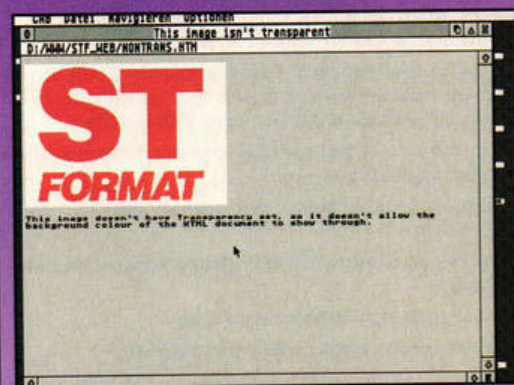 CAB Datei Navigieren Optionen
This image isn't transparent
D:/WWW/STF_WEB/NONTRANS.HTM
ST
FORMAT
This image doesn't have Transparency set, so it doesn't allow the
background colour of the HTML document to show through.